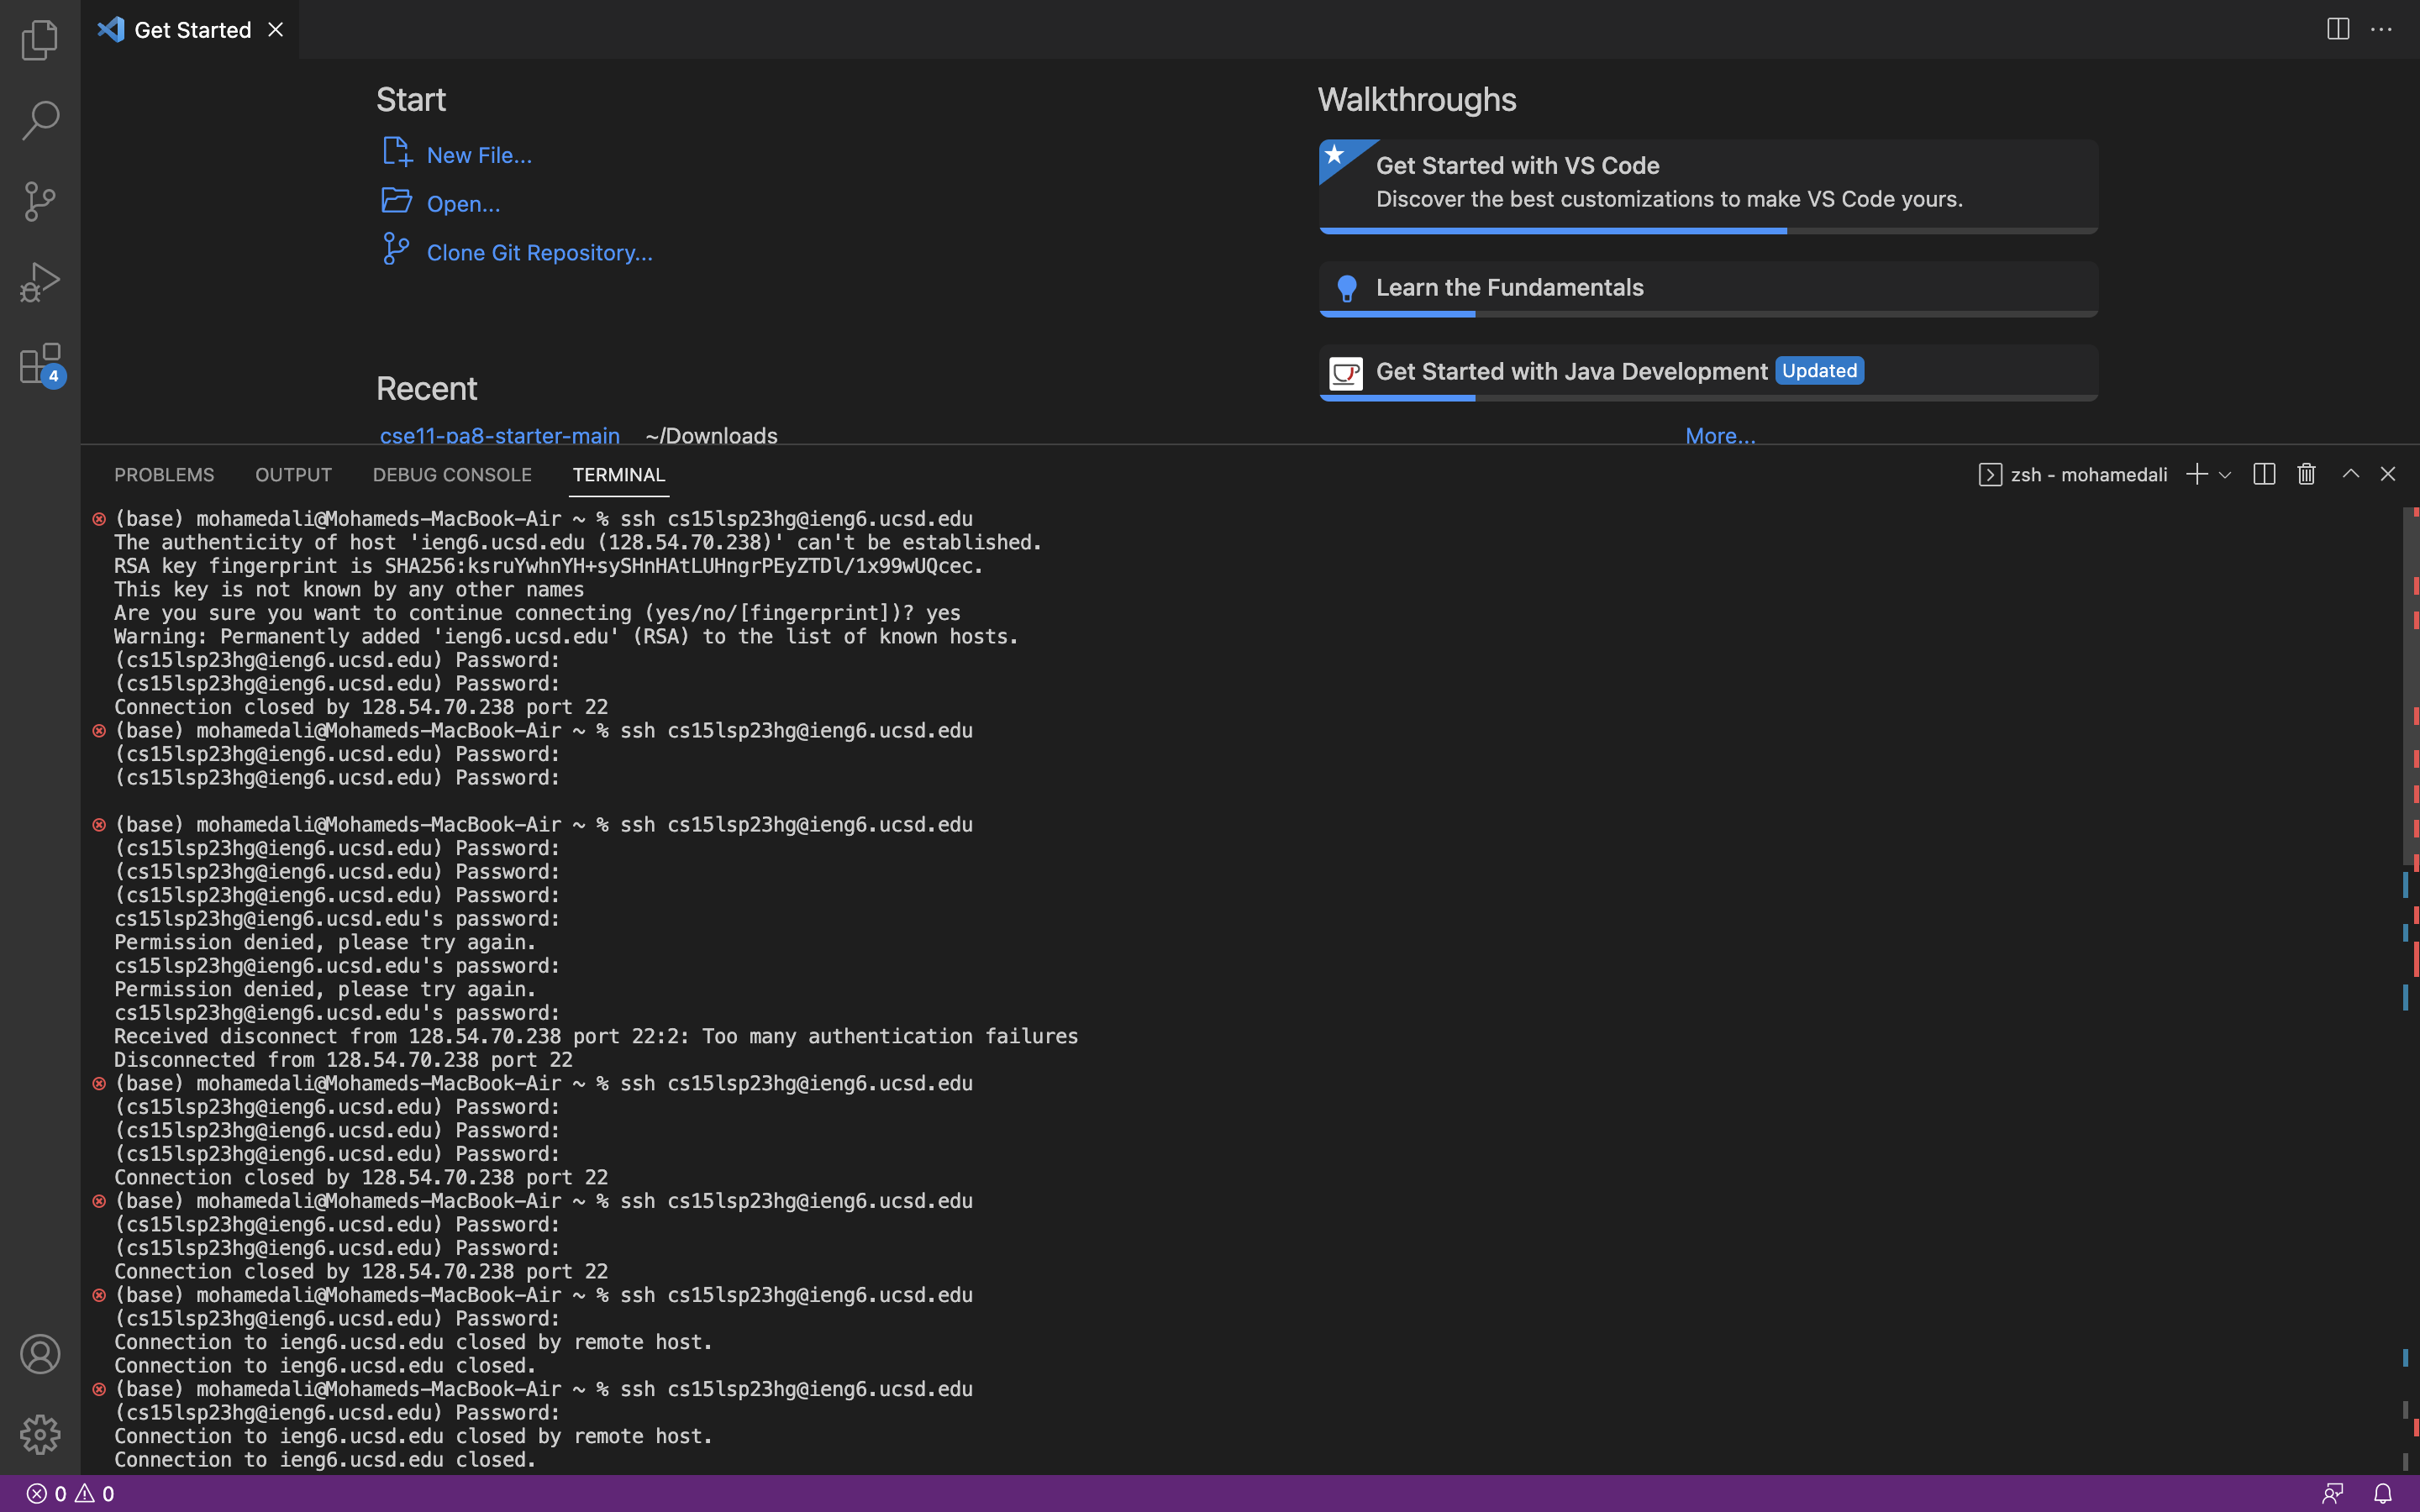 Get Started
Start
New File...
Open...
Clone Git Repository...
Recent
cse11-pa8-starter-main ~/Downloads
Walkthroughs
Get Started with VS Code
Discover the best customizations to make VS Code yours.
Learn the Fundamentals
Get Started with Java Development Updated
More...
4
PROBLEMS OUTPUT DEBUG CONSOLE TERMINAL
zsh - mohamedali
(base) mohamedali@Mohameds-MacBook-Air ~ % ssh cs15lsp23hg@ieng6.ucsd.edu
The authenticity of host 'ieng6.ucsd.edu (128.54.70.238)' can't be established.
RSA key fingerprint is SHA256:ksruYwhnYH+sySHnHAtLUHngrPEyZTDl/1x99wUQcec.
This key is not known by any other names
Are you sure you want to continue connecting (yes/no/[fingerprint])? yes
Warning: Permanently added 'ieng6.ucsd.edu' (RSA) to the list of known hosts.
(cs15lsp23hg@ieng6.ucsd.edu) Password:
(cs15lsp23hg@ieng6.ucsd.edu) Password:
Connection closed by 128.54.70.238 port 22
(base) mohamedali@Mohameds-MacBook-Air ~ % ssh cs15lsp23hg@ieng6.ucsd.edu
(cs15lsp23hg@ieng6.ucsd.edu) Password:
(cs15lsp23hg@ieng6.ucsd.edu) Password:
(base) mohamedali@Mohameds-MacBook-Air ~ % ssh cs15lsp23hg@ieng6.ucsd.edu
(cs15lsp23hg@ieng6.ucsd.edu) Password:
(cs15lsp23hg@ieng6.ucsd.edu) Password:
(cs15lsp23hg@ieng6.ucsd.edu) Password:
cs15lsp23hg@ieng6.ucsd.edu's password:
Permission denied, please try again.
cs15lsp23hg@ieng6.ucsd.edu's password:
Permission denied, please try again.
cs15lsp23hg@ieng6.ucsd.edu's password:
Received disconnect from 128.54.70.238 port 22:2: Too many authentication failures
Disconnected from 128.54.70.238 port 22
(base) mohamedali@Mohameds-MacBook-Air ~ % ssh cs15lsp23hg@ieng6.ucsd.edu
(cs15lsp23hg@ieng6.ucsd.edu) Password:
(cs15lsp23hg@ieng6.ucsd.edu) Password:
(cs15lsp23hg@ieng6.ucsd.edu) Password:
Connection closed by 128.54.70.238 port 22
(base) mohamedali@Mohameds-MacBook-Air ~ % ssh cs15lsp23hg@ieng6.ucsd.edu
(cs15lsp23hg@ieng6.ucsd.edu) Password:
(cs15lsp23hg@ieng6.ucsd.edu) Password:
Connection closed by 128.54.70.238 port 22
(base) mohamedali@Mohameds-MacBook-Air ~ % ssh cs15lsp23hg@ieng6.ucsd.edu
(cs15lsp23hg@ieng6.ucsd.edu) Password:
Connection to ieng6.ucsd.edu closed by remote host.
Connection to ieng6.ucsd.edu closed.
(base) mohamedali@Mohameds-MacBook-Air ~ % ssh cs15lsp23hg@ieng6.ucsd.edu
(cs15lsp23hg@ieng6.ucsd.edu) Password:
Connection to ieng6.ucsd.edu closed by remote host.
Connection to ieng6.ucsd.edu closed.
0 0